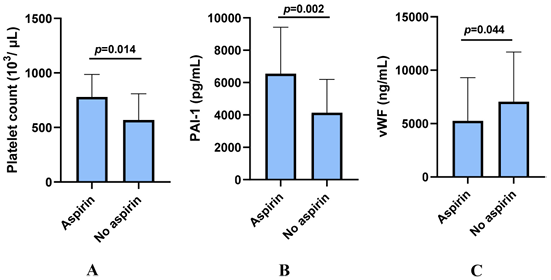 p=0.014
Platelet count (10³/ μL)
1500
1000
500
0
Aspirin
No aspirin
A
p=0.002
PAI-1 (pg/mL)
10000
8000
6000
4000
2000
0
Aspirin
No aspirin
B
p=0.044
vWF (ng/mL)
15000
10000
5000
0
Aspirin
No aspirin
C